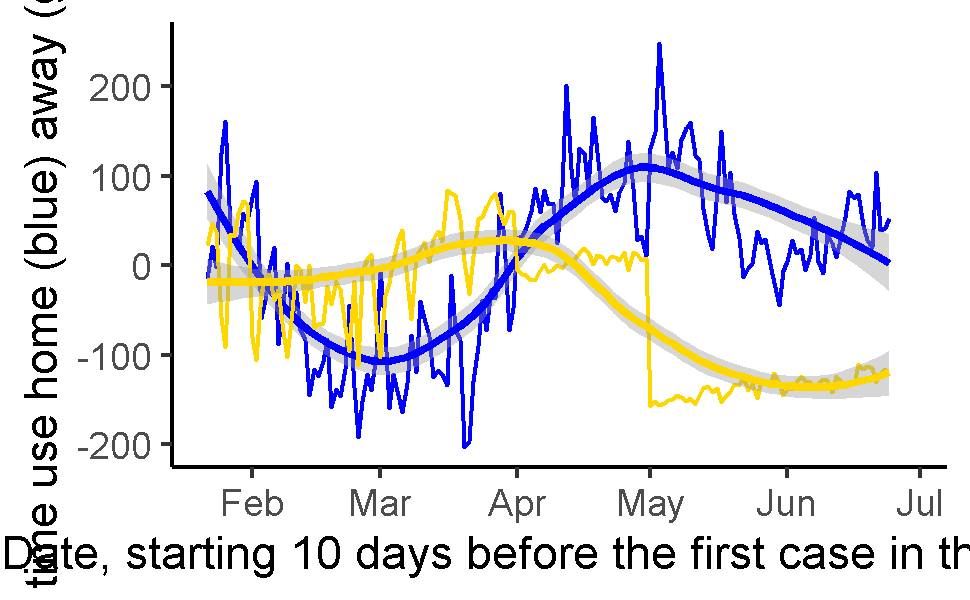 time use home (blue) away (
200
100
0
-100
-200
Feb Mar Apr May Jun Jul
Date, starting 10 days before the first case in th